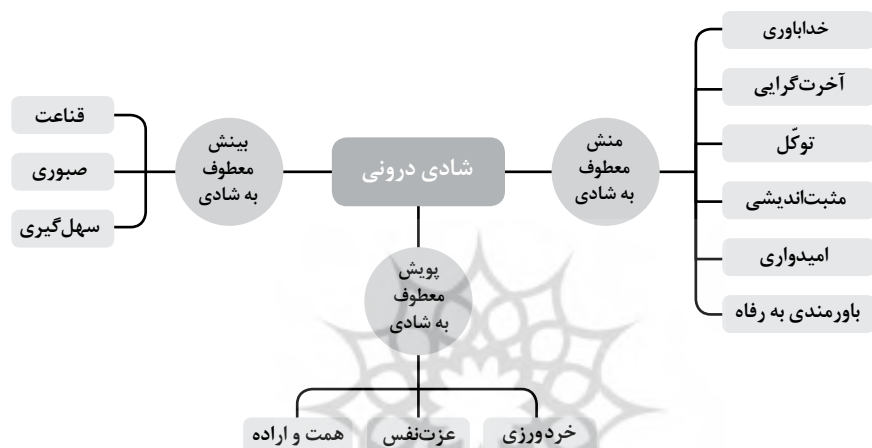 شادی درونی
منش
معطوف
به شادی
خداباوری
آخرت‌گرایی
توکّل
مثبت‌اندیشی
امیدواری
باورمندی به رفاه
بینش
معطوف
به شادی
قناعت
صبوری
سهل‌گیری
پویش
معطوف
به شادی
خردورزی
عزت‌نفس
همت و اراده